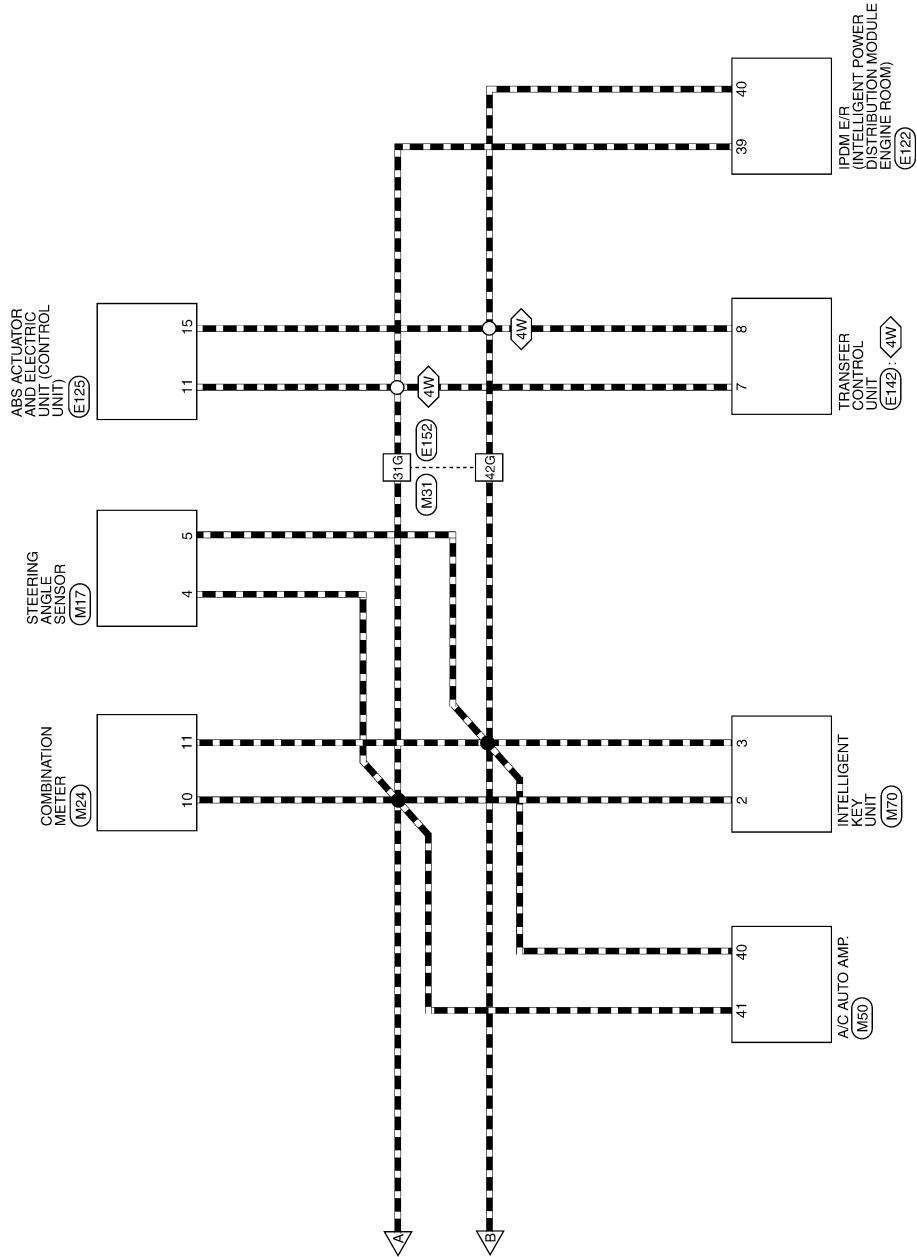 ABS ACTUATOR
AND ELECTRIC
UNIT (CONTROL
UNIT)
E125
11
15
STEERING
ANGLE
SENSOR
M17
4
5
COMBINATION
METER
M24
10
11
A
B
31G
42G
M31
E152
4W
4W
A/C AUTO AMP.
M50
41
40
INTELLIGENT
KEY
UNIT
M70
2
3
TRANSFER
CONTROL
UNIT
E142 : 4W
7
8
IPDM E/R
(INTELLIGENT POWER
DISTRIBUTION MODULE
ENGINE ROOM)
E122
39
40